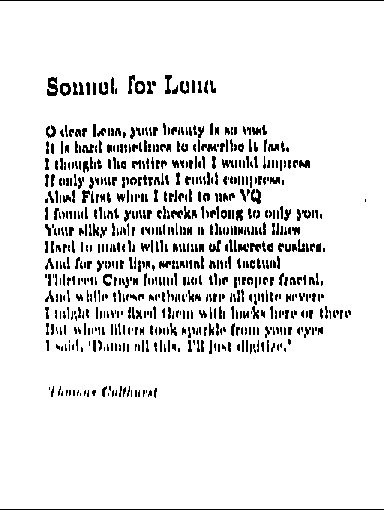 Sonnet for Lena
O dear Lena, your beauty is so vast
It is hard sometimes to describe it fast.
I thought the entire world I would impress
If only your portrait I could compress.
Alas! First when I tried to use VQ
I found that your cheeks belong to only you.
Your silky hair contains a thousand lines
Hard to match with sums of discrete cosines.
And for your lips, sensual and tactual
Thirteen Crays found not the proper fractal.
And while these setbacks are all quite severe
I might have fixed them with hacks here or there
But when filters took sparkle from your eyes
I said, 'Damn all this. I'll just digitize.'
Thomas Colthurst